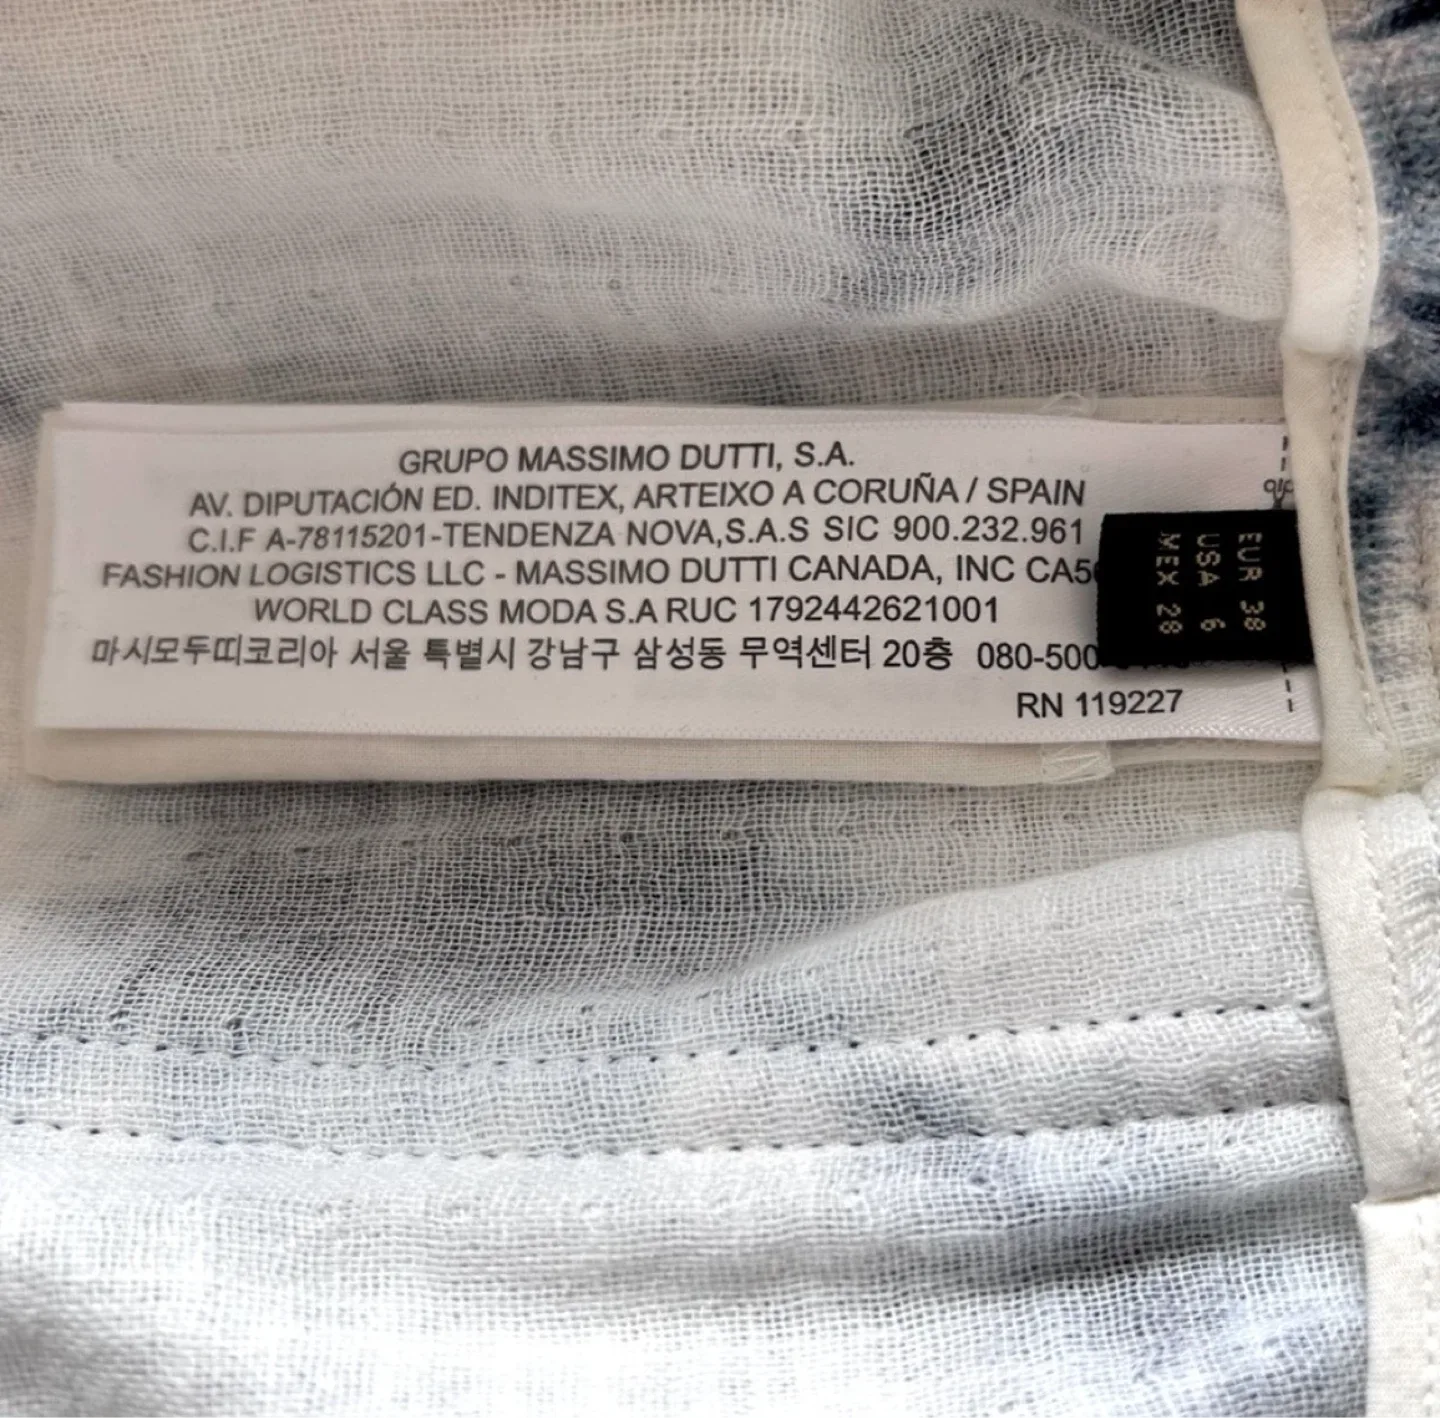 GRUPO MASSIMO DUTTI, S.A.
AV. DIPUTACIÓN ED. INDITEX, ARTEIXO A CORUÑA / SPAIN
C.I.F A-78115201-TENDENZA NOVA,S.A.S SIC 900.232.961
FASHION LOGISTICS LLC - MASSIMO DUTTI CANADA, INC
WORLD CLASS MODA S.A RUC 1792442621001
마시모두띠코리아 서울 특별시 강남구 삼성동 무역센터 20층
RN 119227
EUR 38
USA 6
MEX 28